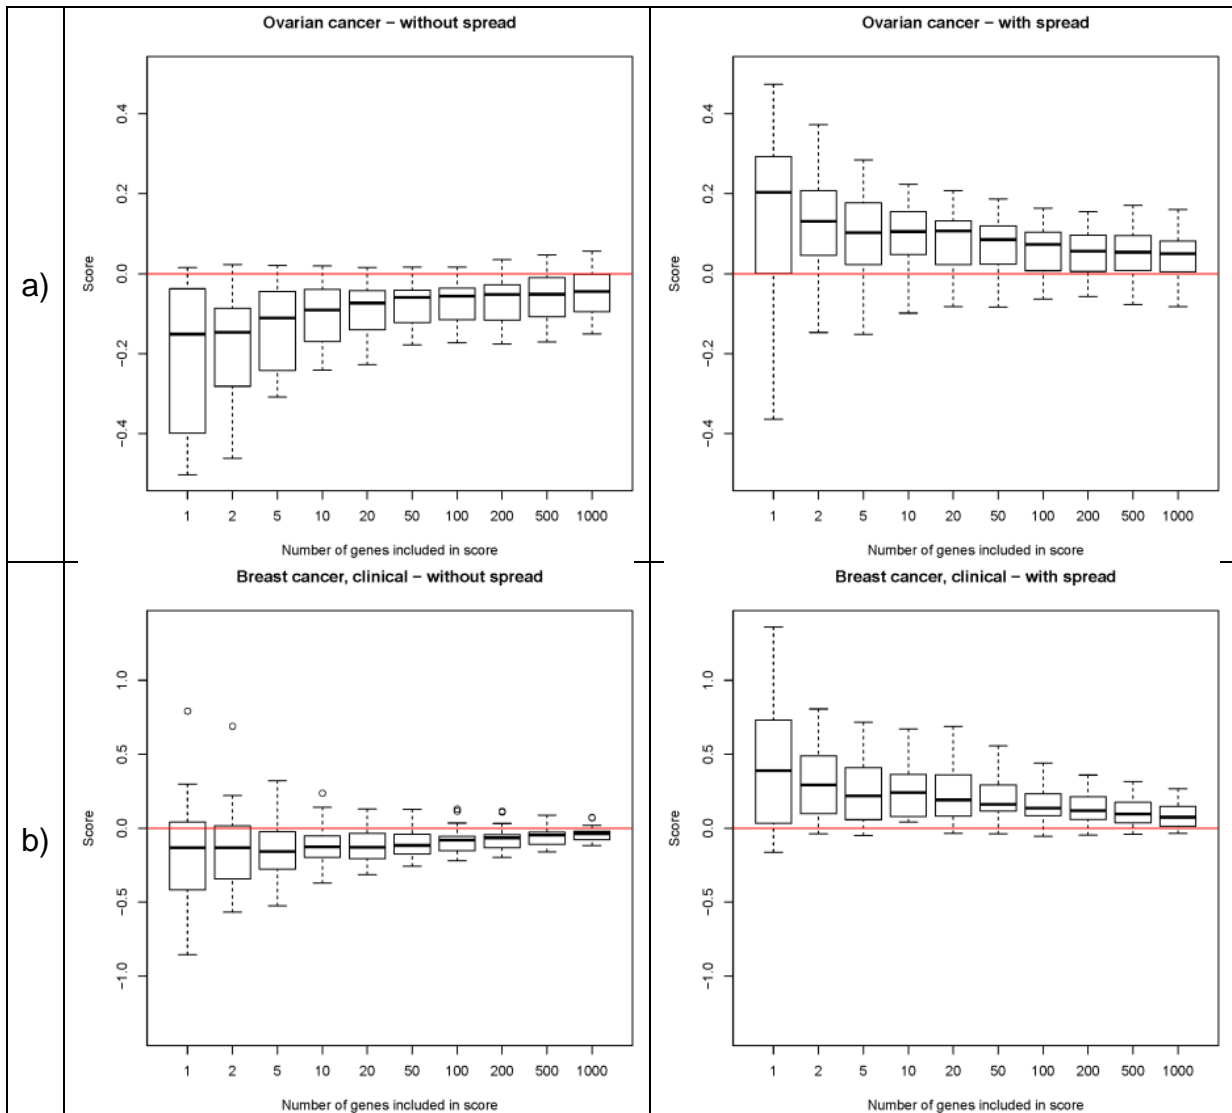 a)
Ovarian cancer – without spread
Score
0.4
0.2
0.0
−0.2
−0.4
1 2 5 10 20 50 100 200 500 1000
Number of genes included in score
Ovarian cancer – with spread
Score
0.4
0.2
0.0
−0.2
−0.4
1 2 5 10 20 50 100 200 500 1000
Number of genes included in score
b)
Breast cancer, clinical – without spread
Score
1.0
0.5
0.0
−0.5
−1.0
1 2 5 10 20 50 100 200 500 1000
Number of genes included in score
Breast cancer, clinical – with spread
Score
1.0
0.5
0.0
−0.5
−1.0
1 2 5 10 20 50 100 200 500 1000
Number of genes included in score